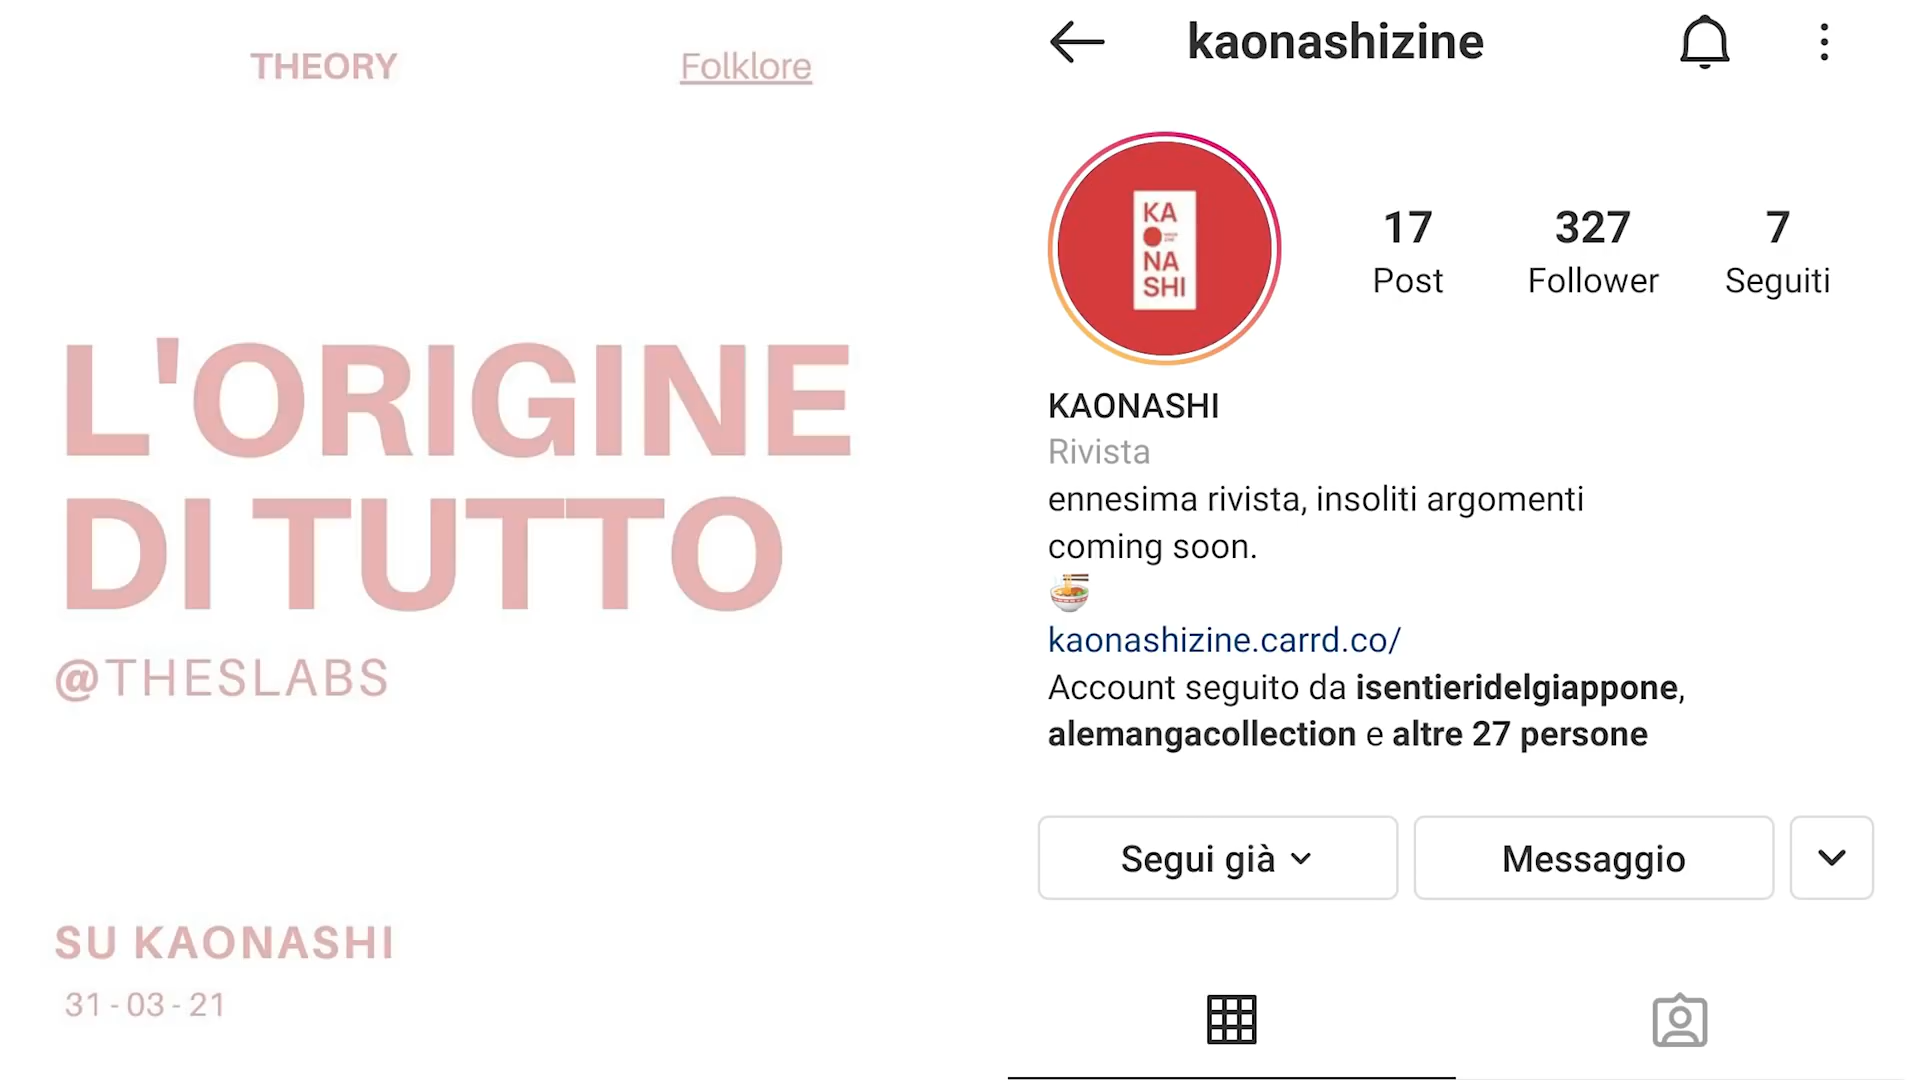 THEORY
Folklore
L'ORIGINE
DI TUTTO
@THESLABS
SU KAONASHI
31-03-21
kaonashizine
KA
NA
SHI
17
Post
327
Follower
7
Seguiti
KAONASHI
Rivista
ennesima rivista, insoliti argomenti
coming soon.
kaonashizine.carrd.co/
Account seguito da isentieridelgiappone,
alemangacollection e altre 27 persone
Segui già
Messaggio